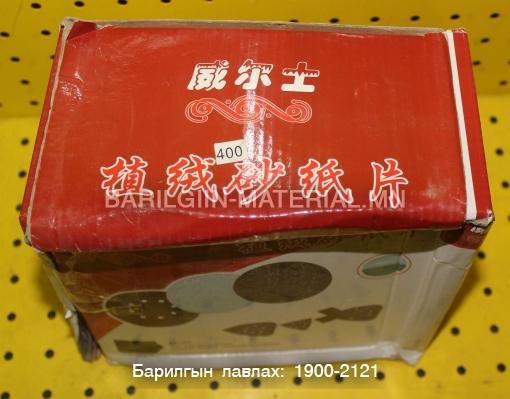 威尔士
400
植绒砂纸片
BARILGIIN-MATERIAL.MN
Барилгын лавлах: 1900-2121